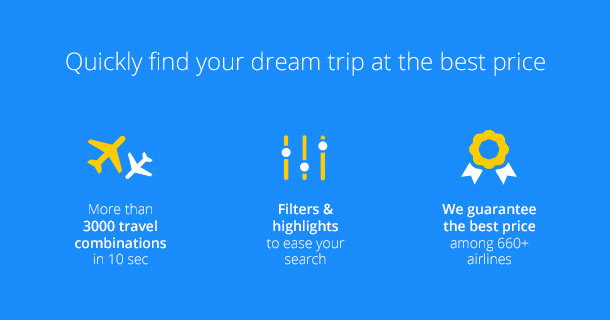 Quickly find your dream trip at the best price
More than
3000 travel
combinations
in 10 sec
Filters &
highlights
to ease your
search
We guarantee
the best price
among 660+
airlines